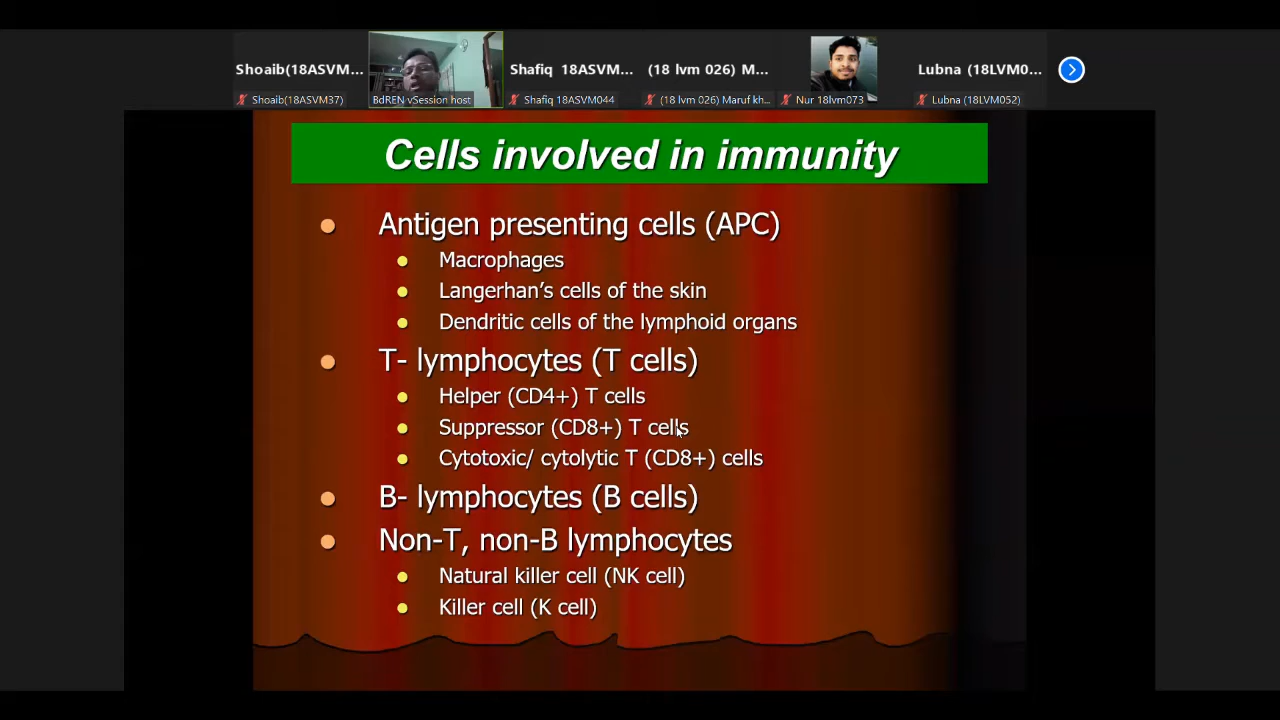 Shoaib(18ASVM...
Shafiq 18ASVM...
(18 lvm 026) M...
Lubna (18LVM0...
Shoaib(18ASVM37)
BdREN vSession host
Shafiq 18ASVM044
(18 lvm 026) Maruf kh...
Nur 18lvm073
Lubna (18LVM052)
Cells involved in immunity
Antigen presenting cells (APC)
Macrophages
Langerhan's cells of the skin
Dendritic cells of the lymphoid organs
T- lymphocytes (T cells)
Helper (CD4+) T cells
Suppressor (CD8+) T cells
Cytotoxic/ cytolytic T (CD8+) cells
B- lymphocytes (B cells)
Non-T, non-B lymphocytes
Natural killer cell (NK cell)
Killer cell (K cell)